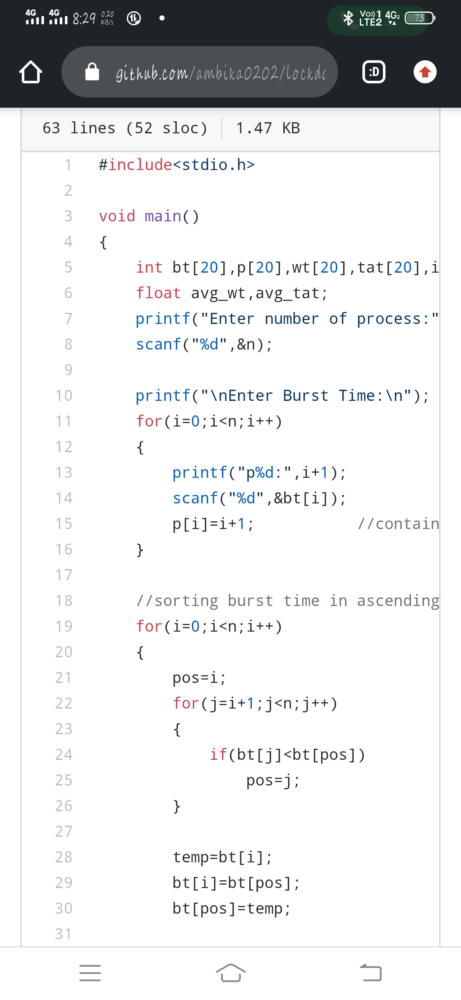 4G 4G 8:29 0.20 KB/s Vo)) 1 LTE2 4G2 73
github.com/ambika0202/lockdo
:D
63 lines (52 sloc) 1.47 KB
1 #include<stdio.h>
2
3 void main()
4 {
5 int bt[20],p[20],wt[20],tat[20],i
6 float avg_wt,avg_tat;
7 printf("Enter number of process:"
8 scanf("%d",&n);
9
10 printf("\nEnter Burst Time:\n");
11 for(i=0;i<n;i++)
12 {
13 printf("p%d:",i+1);
14 scanf("%d",&bt[i]);
15 p[i]=i+1; //contain
16 }
17
18 //sorting burst time in ascending
19 for(i=0;i<n;i++)
20 {
21 pos=i;
22 for(j=i+1;j<n;j++)
23 {
24 if(bt[j]<bt[pos])
25 pos=j;
26 }
27
28 temp=bt[i];
29 bt[i]=bt[pos];
30 bt[pos]=temp;
31